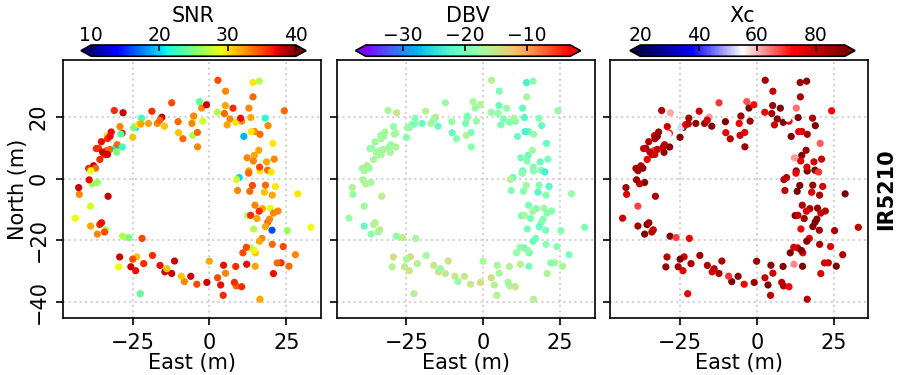 SNR DBV Xc
10 20 30 40 −30 −20 −10 20 40 60 80
20
0
−20
−40
North (m)
−25 0 25 −25 0 25 −25 0 25
East (m) East (m) East (m)
IR5210